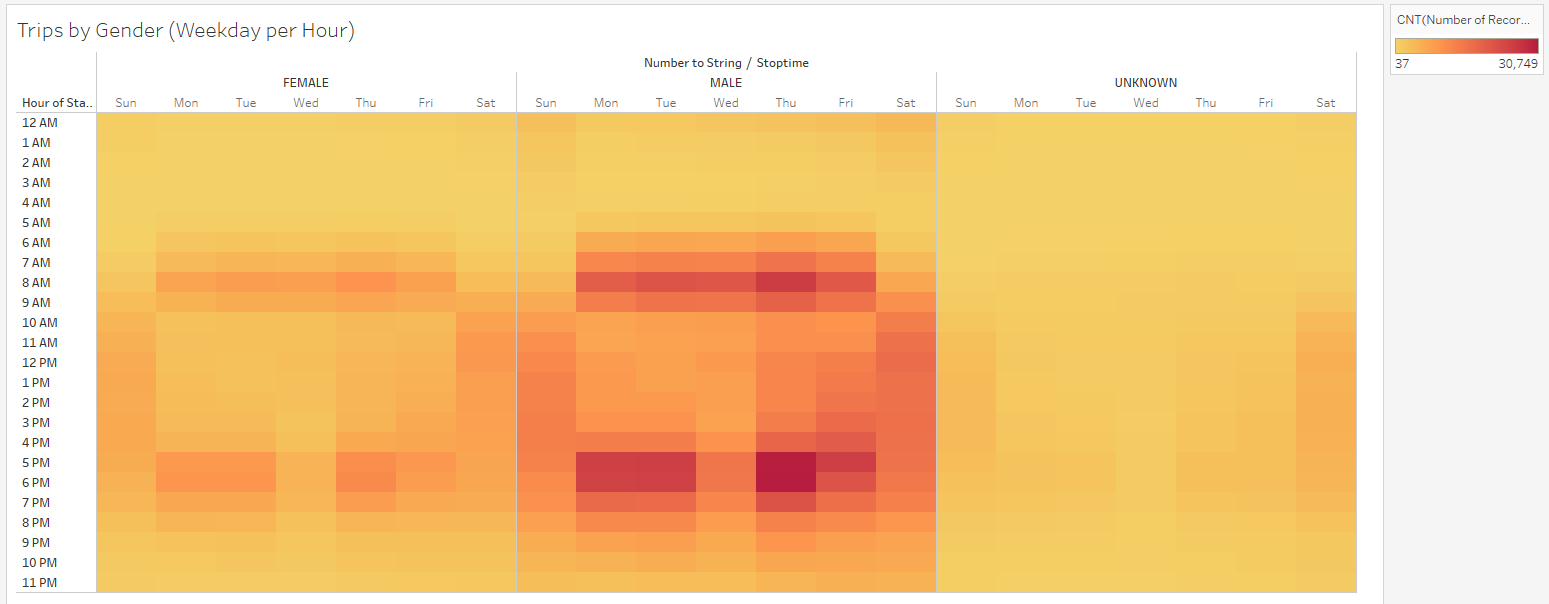 Trips by Gender (Weekday per Hour)
CNT(Number of Recor...
37 30,749
Number to String / Stoptime
FEMALE MALE UNKNOWN
Hour of Sta.. Sun Mon Tue Wed Thu Fri Sat Sun Mon Tue Wed Thu Fri Sat Sun Mon Tue Wed Thu Fri Sat
12 AM
1 AM
2 AM
3 AM
4 AM
5 AM
6 AM
7 AM
8 AM
9 AM
10 AM
11 AM
12 PM
1 PM
2 PM
3 PM
4 PM
5 PM
6 PM
7 PM
8 PM
9 PM
10 PM
11 PM